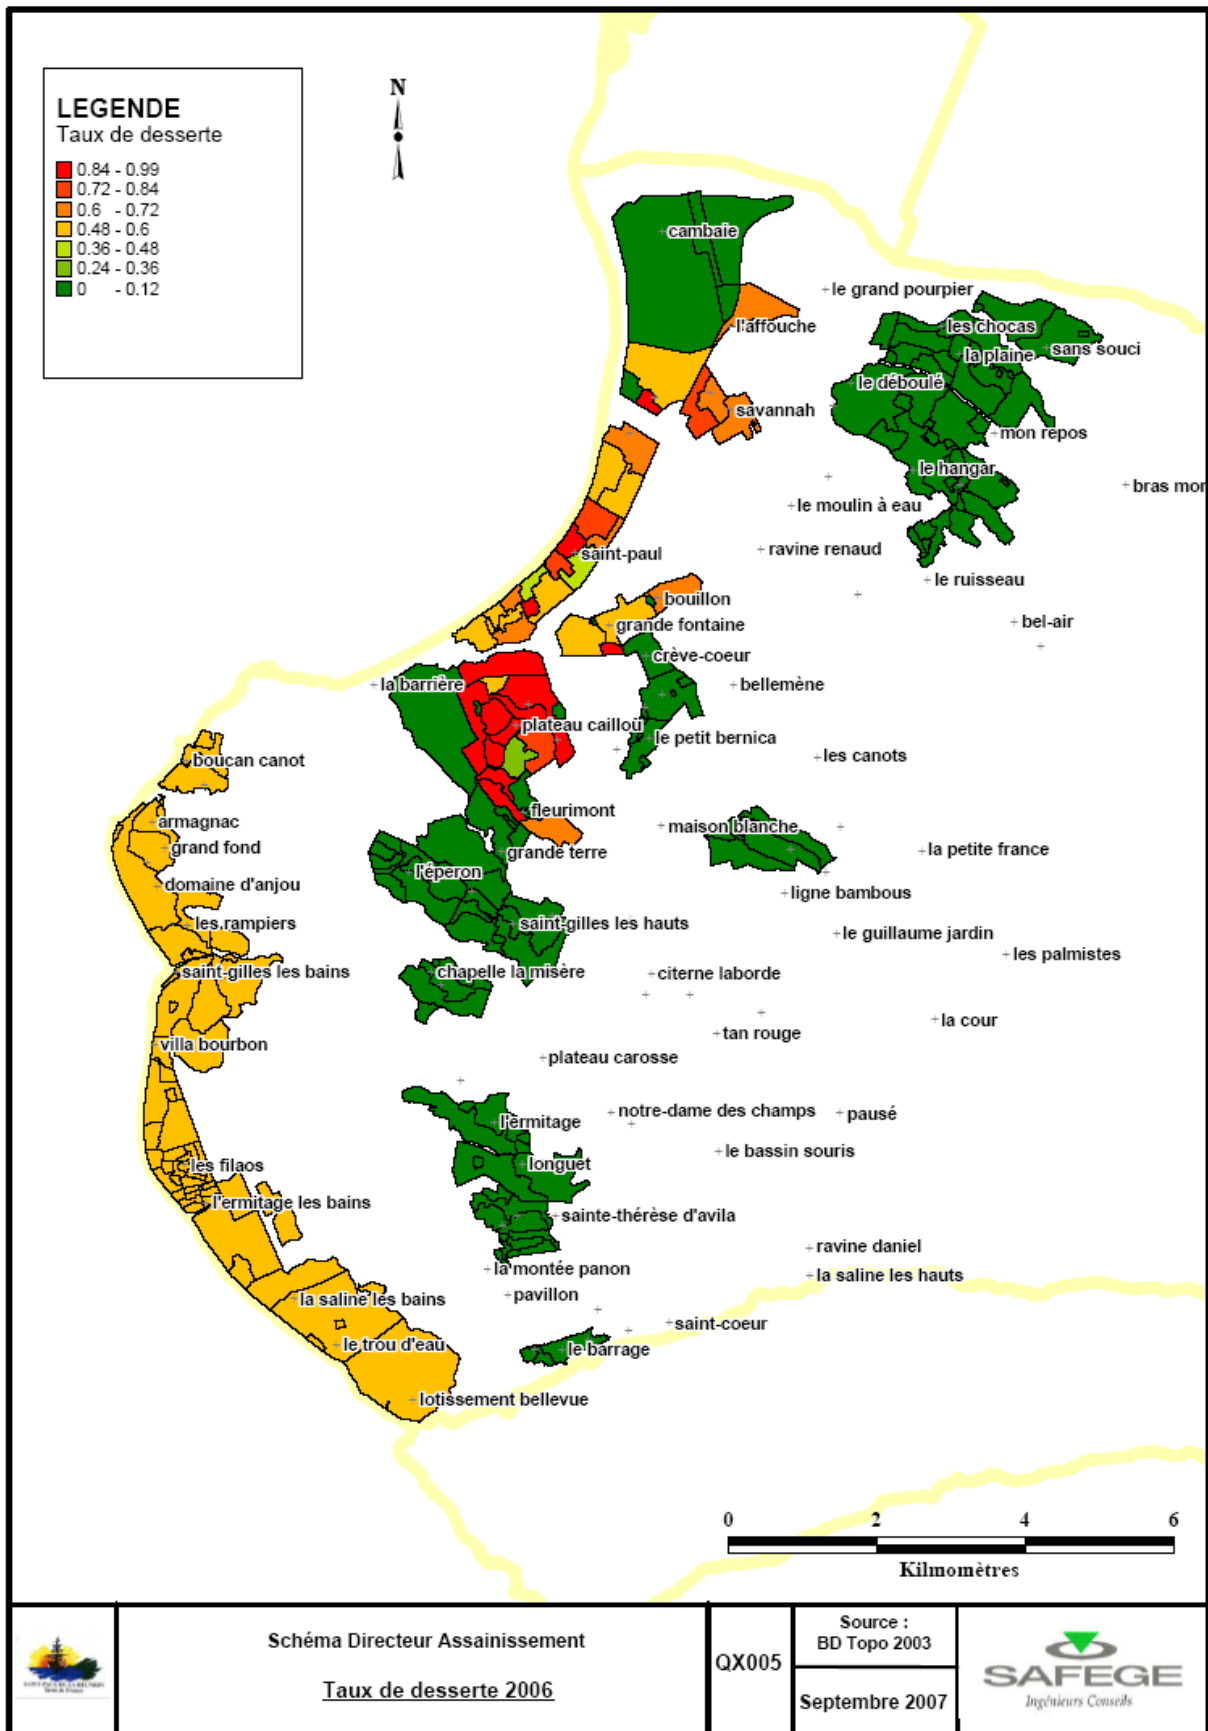 LEGENDE
Taux de desserte
0.84 - 0.99
0.72 - 0.84
0.6 - 0.72
0.48 - 0.6
0.36 - 0.48
0.24 - 0.36
0 - 0.12
N
cambaie
le grand pourpier
l'affouche
les chocas
sans souci
la plaine
le déboulé
savannah
mon repos
le hangar
bras mor
le moulin à eau
saint-paul
ravine renaud
le ruisseau
bouillon
grande fontaine
bel-air
crève-coeur
la barrière
bellemène
plateau caillou
le petit bernica
les canots
boucan canot
fleurimont
armagnac
maison blanche
grand fond
grande terre
la petite france
l'éperon
domaine d'anjou
ligne bambous
les rampiers
saint-gilles les hauts
le guillaume jardin
les palmistes
saint-gilles les bains
chapelle la misère
citerne laborde
la cour
tan rouge
villa bourbon
plateau carosse
notre-dame des champs
pausé
l'ermitage
le bassin souris
les filaos
longuet
l'ermitage les bains
sainte-thérèse d'avila
ravine daniel
la montée panon
la saline les hauts
pavillon
la saline les bains
saint-coeur
le trou d'eau
le barrage
lotissement bellevue
0 2 4 6
Kilmomètres
Schéma Directeur Assainissement
Taux de desserte 2006
QX005
Source :
BD Topo 2003
Septembre 2007
SAFEGE
Ingénieurs Conseils